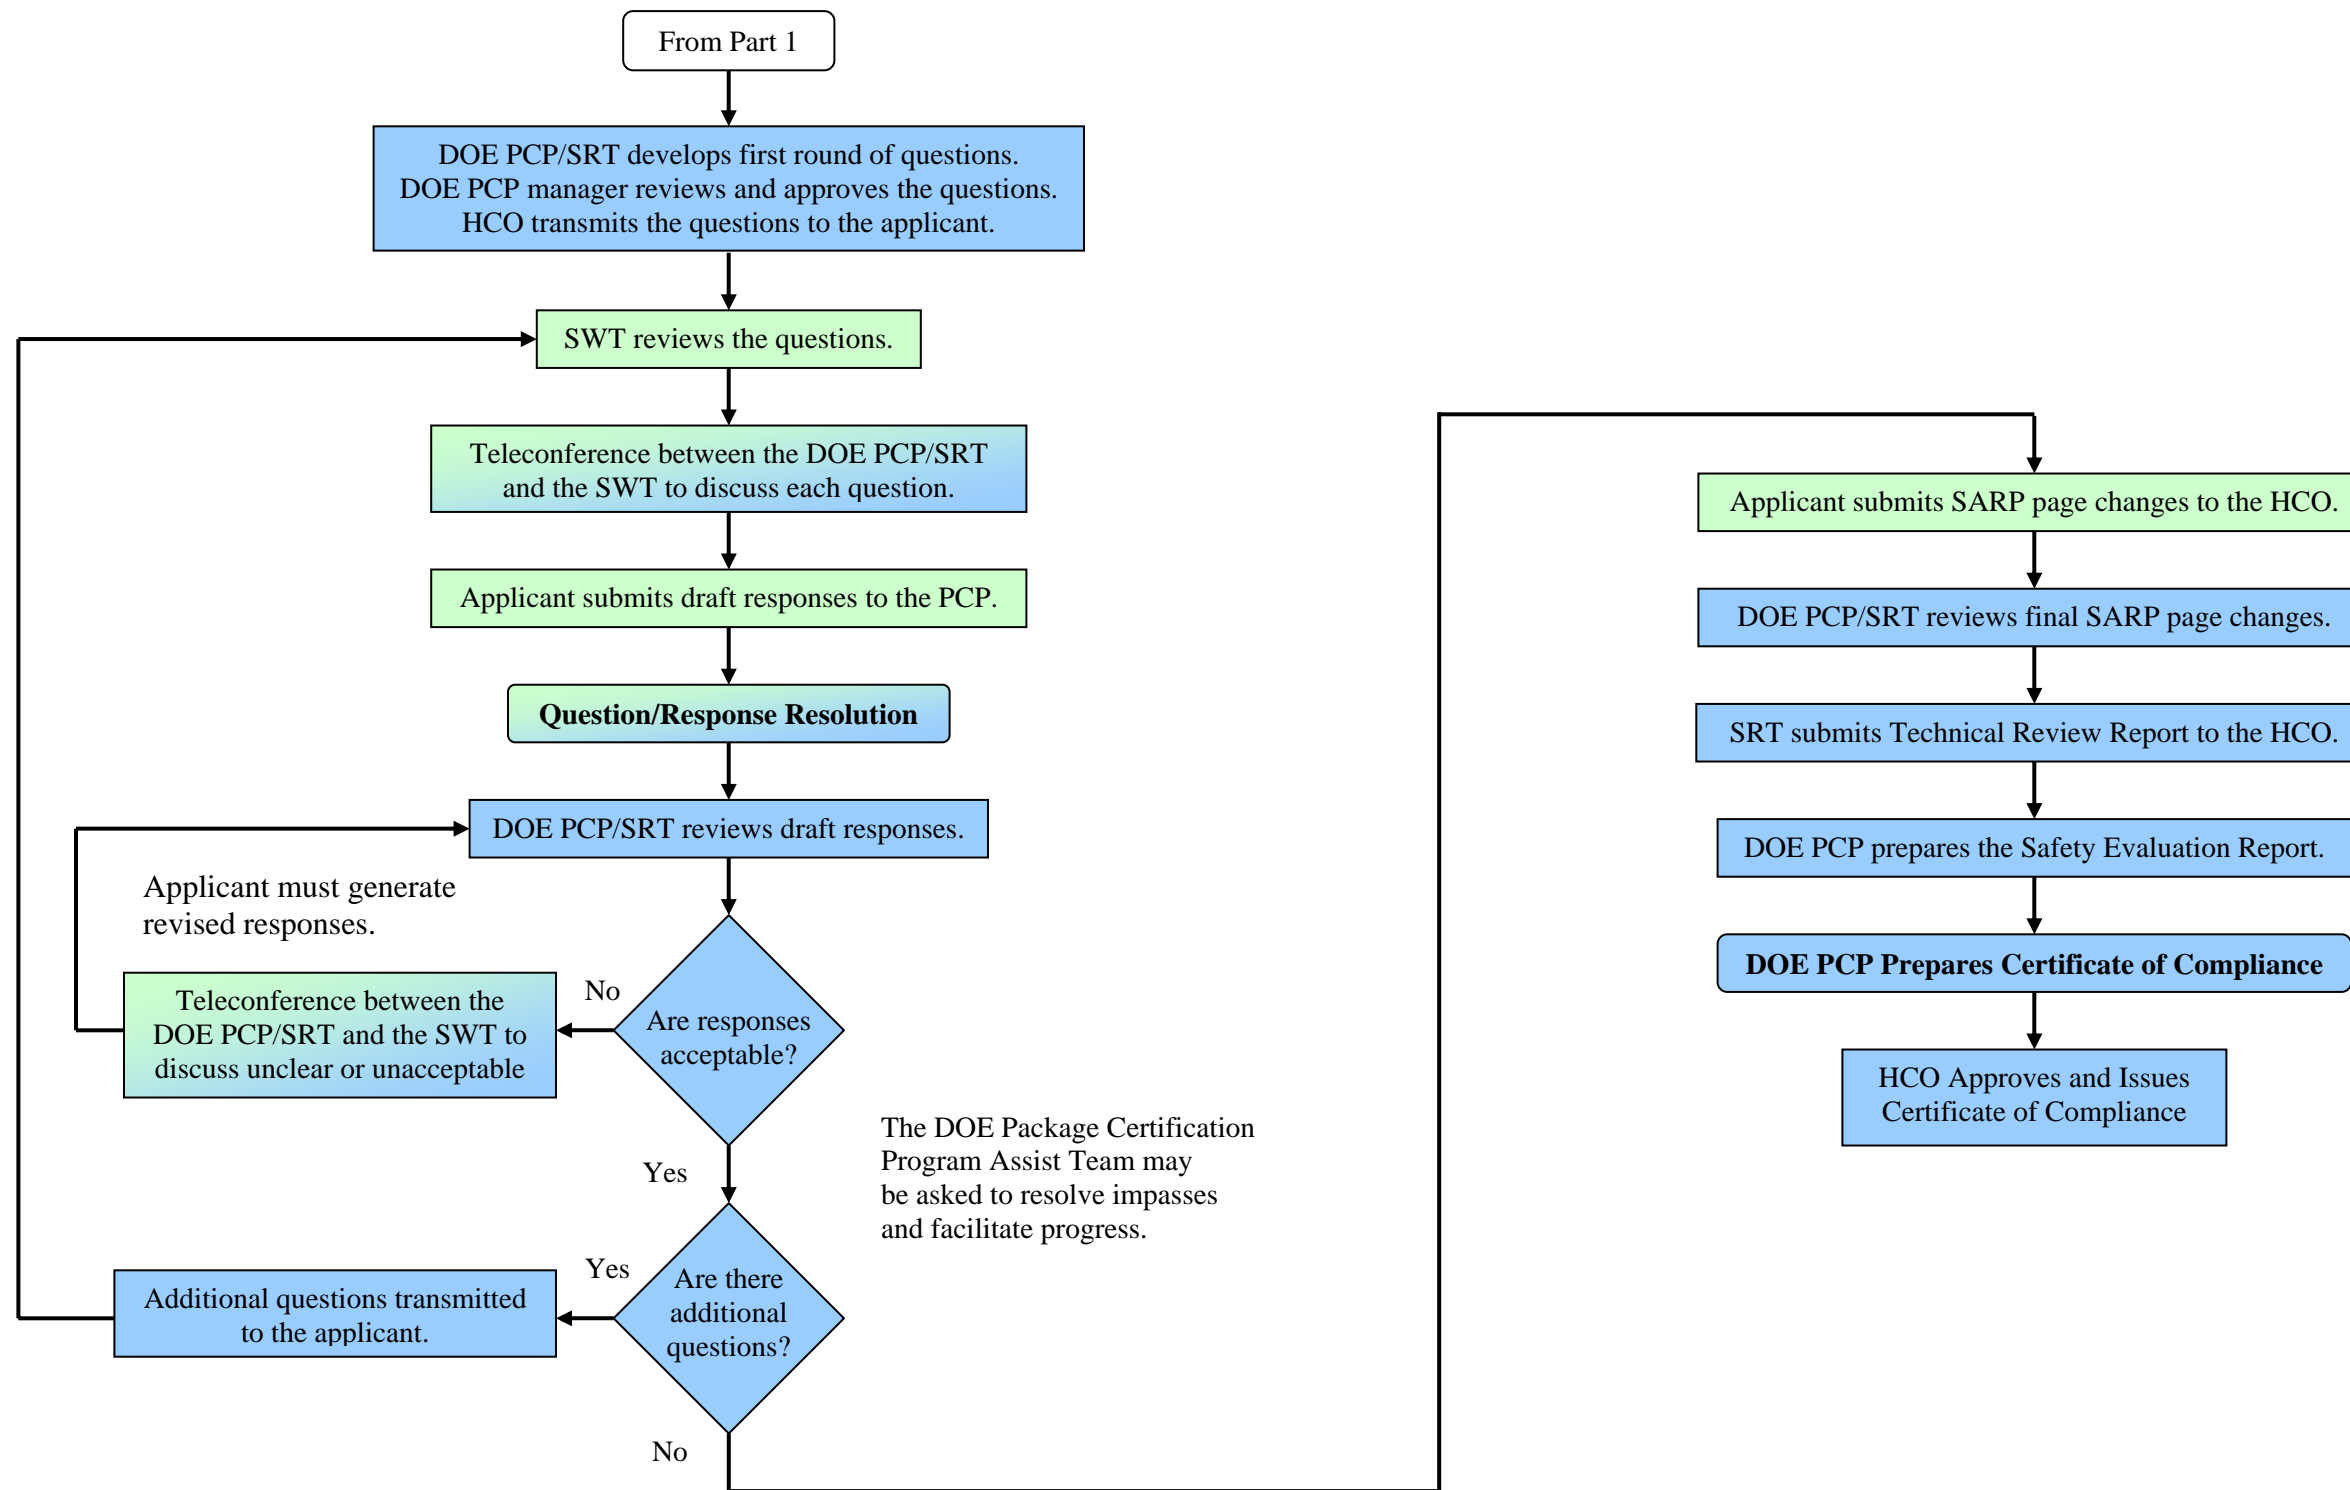 From Part 1
DOE PCP/SRT develops first round of questions.
DOE PCP manager reviews and approves the questions.
HCO transmits the questions to the applicant.
SWT reviews the questions.
Teleconference between the DOE PCP/SRT
and the SWT to discuss each question.
Applicant submits draft responses to the PCP.
Question/Response Resolution
DOE PCP/SRT reviews draft responses.
Applicant must generate
revised responses.
Teleconference between the
DOE PCP/SRT and the SWT to
discuss unclear or unacceptable
No
Are responses
acceptable?
Yes
The DOE Package Certification
Program Assist Team may
be asked to resolve impasses
and facilitate progress.
Additional questions transmitted
to the applicant.
Yes
Are there
additional
questions?
No
Applicant submits SARP page changes to the HCO.
DOE PCP/SRT reviews final SARP page changes.
SRT submits Technical Review Report to the HCO.
DOE PCP prepares the Safety Evaluation Report.
DOE PCP Prepares Certificate of Compliance
HCO Approves and Issues
Certificate of Compliance